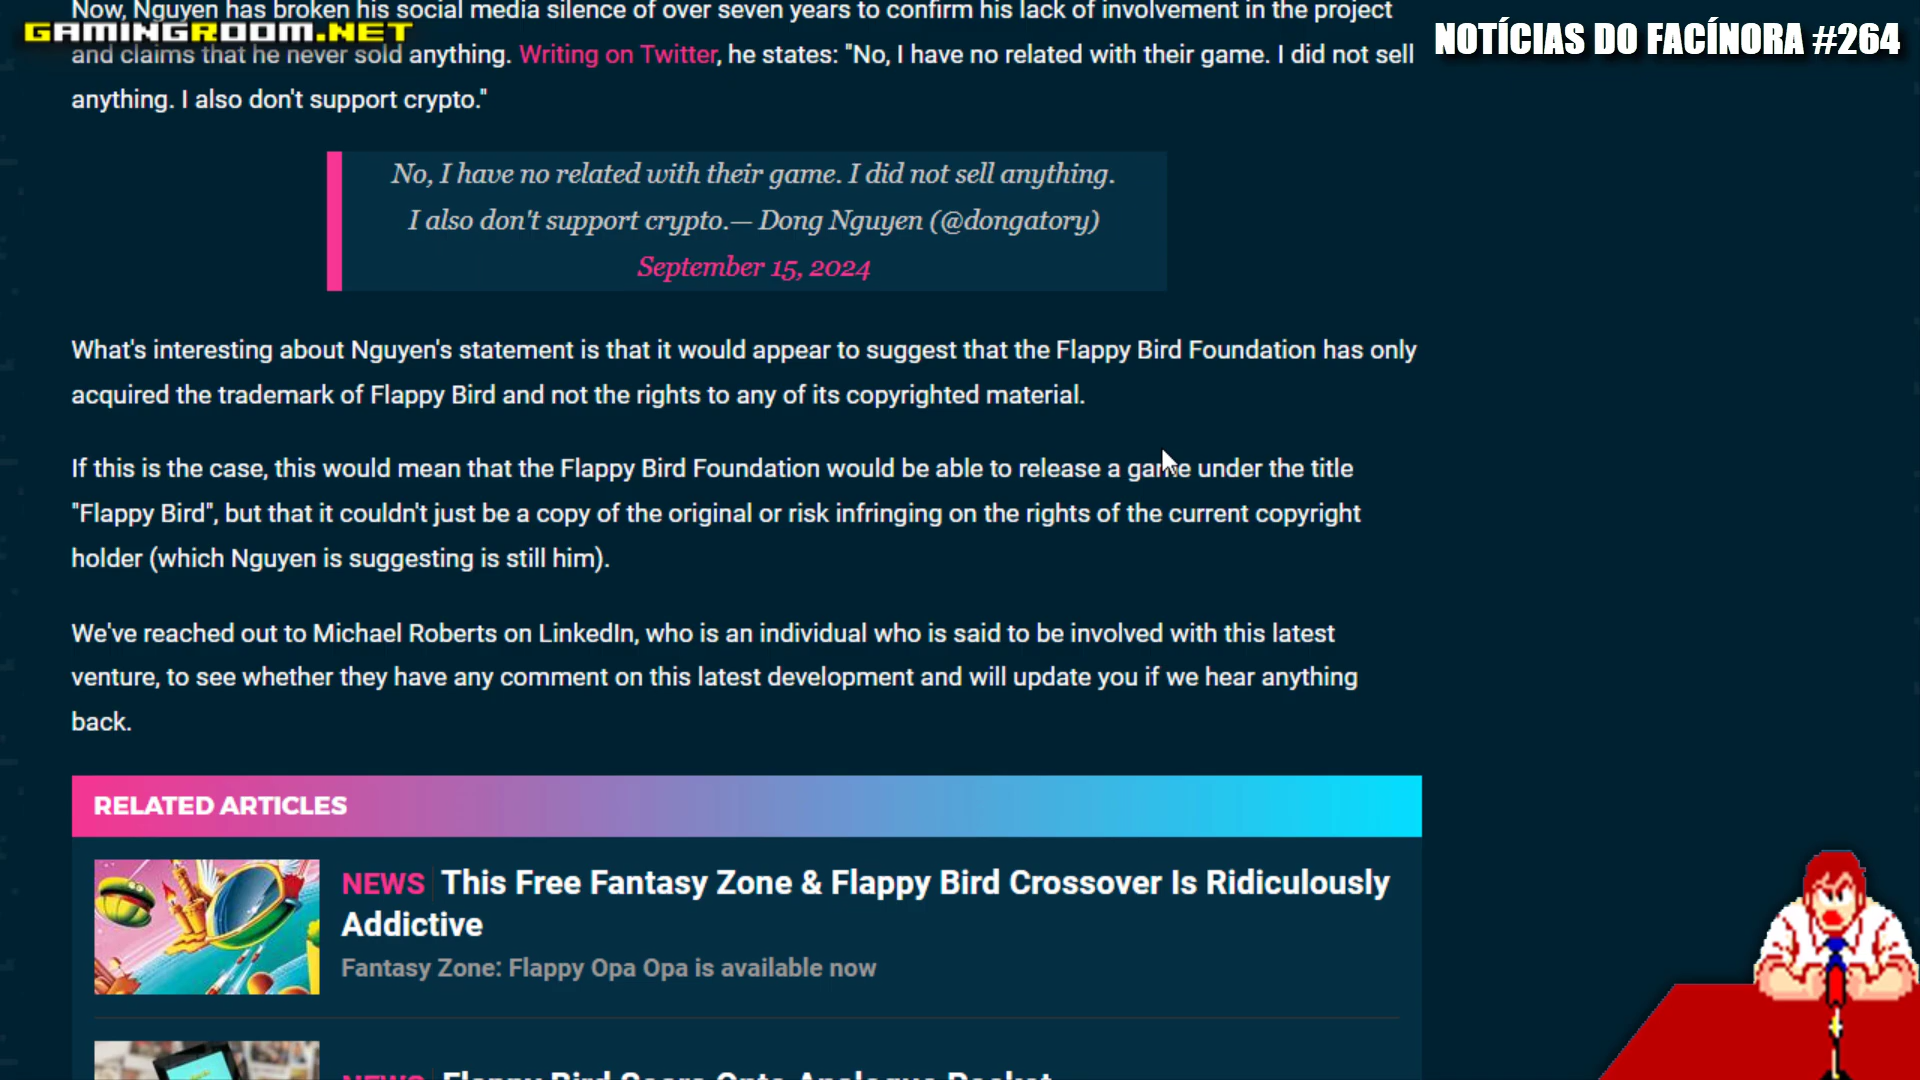 Now, Nguyen has broken his social media silence of over seven years to confirm his lack of involvement in the project
GAMINGROOM.NET
NOTÍCIAS DO FACÍNORA #264
and claims that he never sold anything. Writing on Twitter, he states: "No, I have no related with their game. I did not sell
anything. I also don't support crypto."
No, I have no related with their game. I did not sell anything.
I also don't support crypto.— Dong Nguyen (@dongatory)
September 15, 2024
What's interesting about Nguyen's statement is that it would appear to suggest that the Flappy Bird Foundation has only
acquired the trademark of Flappy Bird and not the rights to any of its copyrighted material.
If this is the case, this would mean that the Flappy Bird Foundation would be able to release a game under the title
"Flappy Bird", but that it couldn't just be a copy of the original or risk infringing on the rights of the current copyright
holder (which Nguyen is suggesting is still him).
We've reached out to Michael Roberts on LinkedIn, who is an individual who is said to be involved with this latest
venture, to see whether they have any comment on this latest development and will update you if we hear anything
back.
RELATED ARTICLES
NEWS This Free Fantasy Zone & Flappy Bird Crossover Is Ridiculously
Addictive
Fantasy Zone: Flappy Opa Opa is available now
NEWS Flappy Bird Soars Onto Analogue Pocket